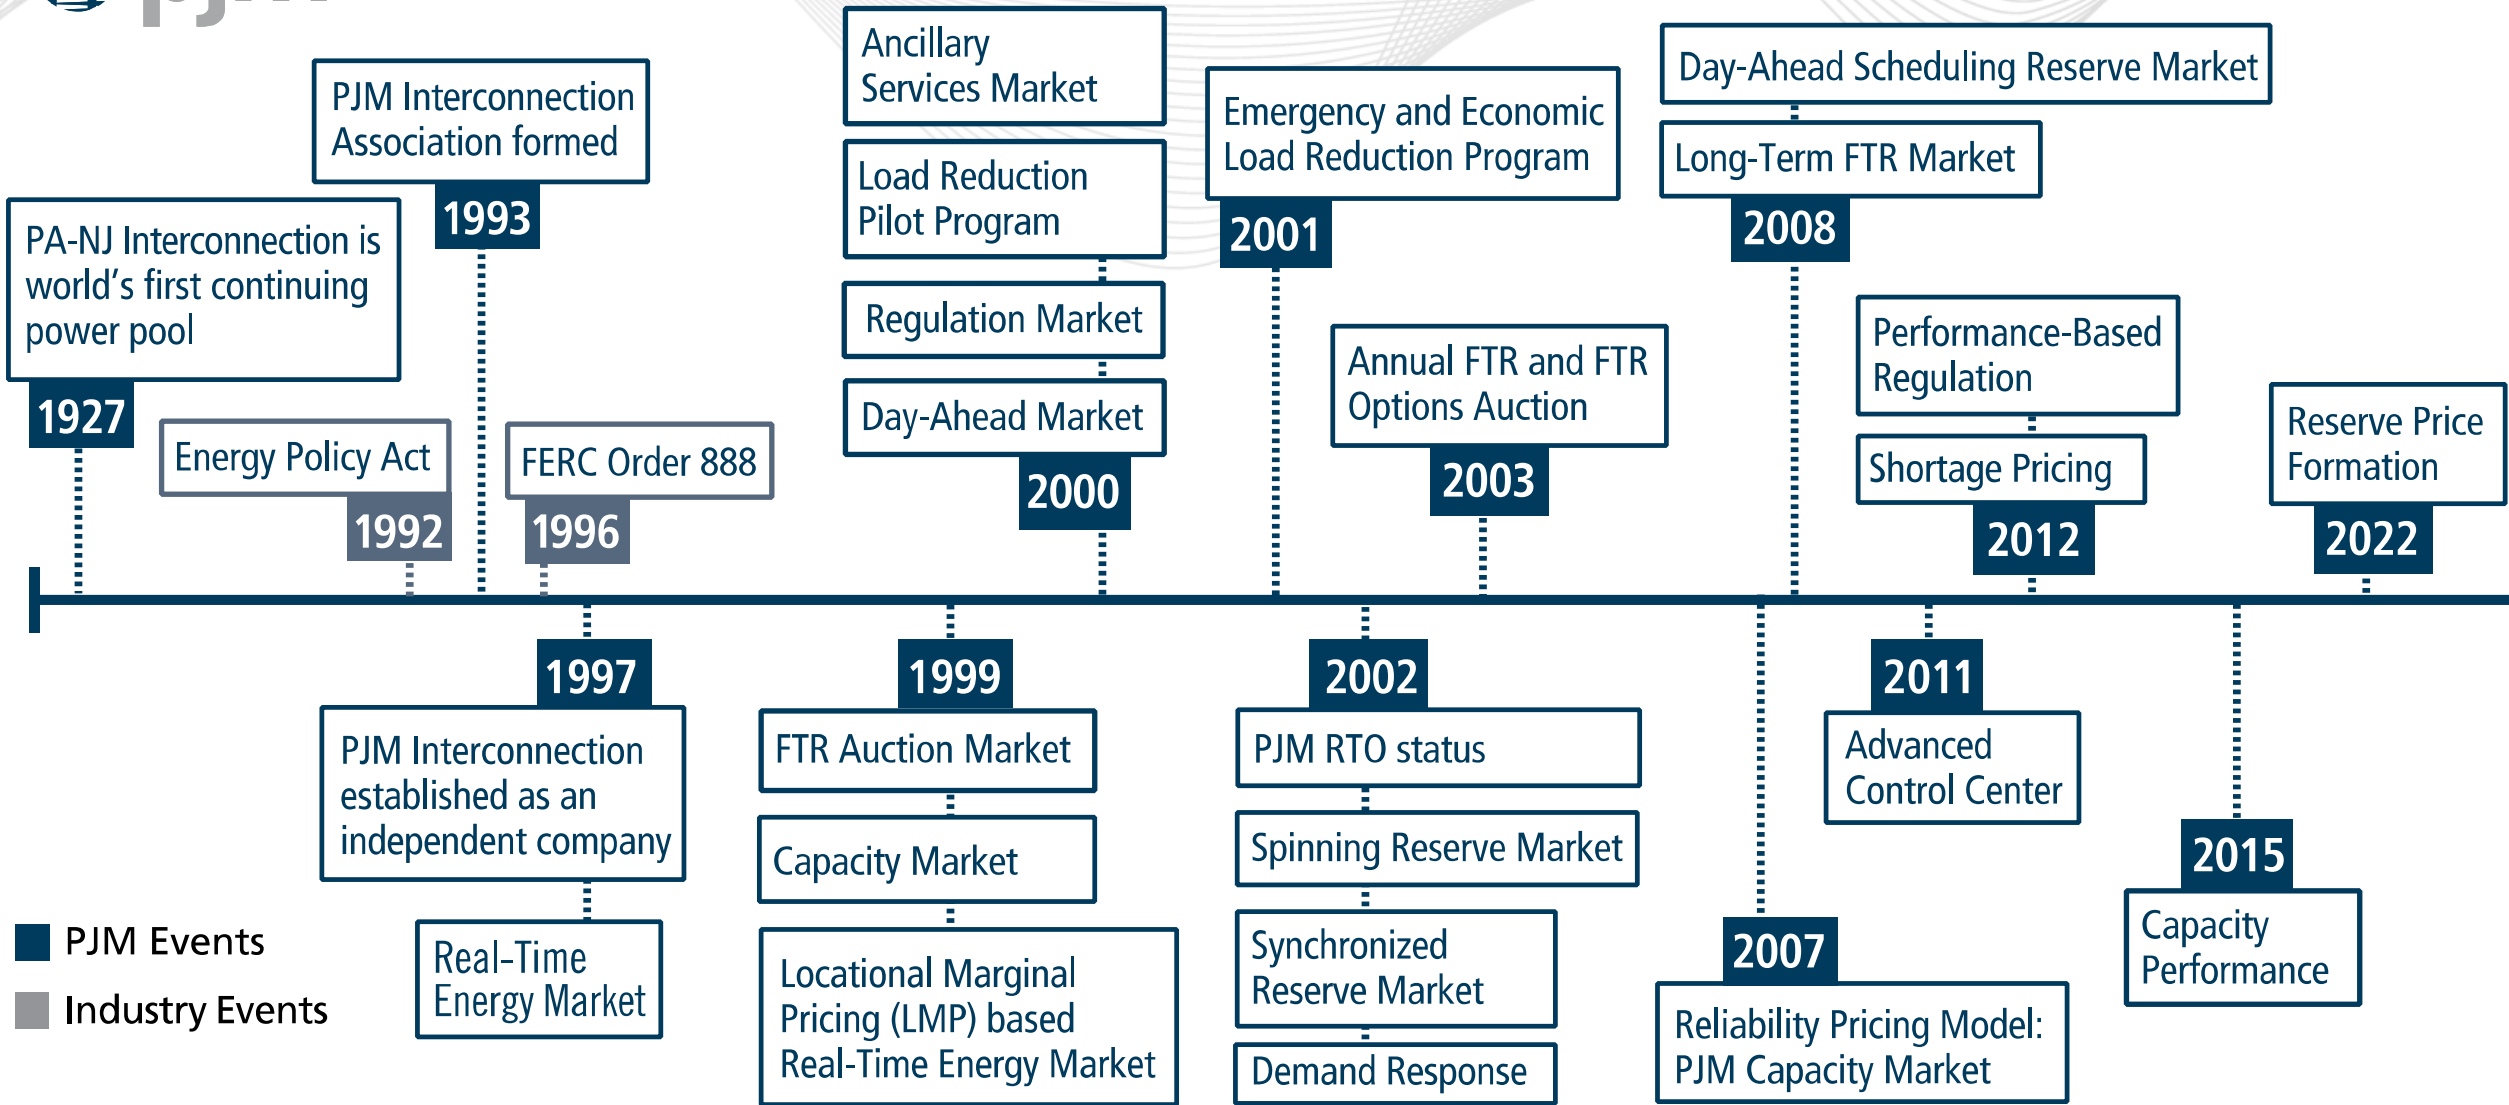 pjm
PJM Interconnection
Association formed
1993
PA-NJ Interconnection is
world's first continuing
power pool
1927
Energy Policy Act
1992
FERC Order 888
1996
Ancillary
Services Market
Load Reduction
Pilot Program
Regulation Market
Day-Ahead Market
2000
Emergency and Economic
Load Reduction Program
2001
Annual FTR and FTR
Options Auction
2003
Day-Ahead Scheduling Reserve Market
Long-Term FTR Market
2008
Performance-Based
Regulation
Shortage Pricing
2012
Reserve Price
Formation
2022
1997
PJM Interconnection
established as an
independent company
Real-Time
Energy Market
1999
FTR Auction Market
Capacity Market
Locational Marginal
Pricing (LMP) based
Real-Time Energy Market
2002
PJM RTO status
Spinning Reserve Market
Synchronized
Reserve Market
Demand Response
2007
Reliability Pricing Model:
PJM Capacity Market
2011
Advanced
Control Center
2015
Capacity
Performance
PJM Events
Industry Events